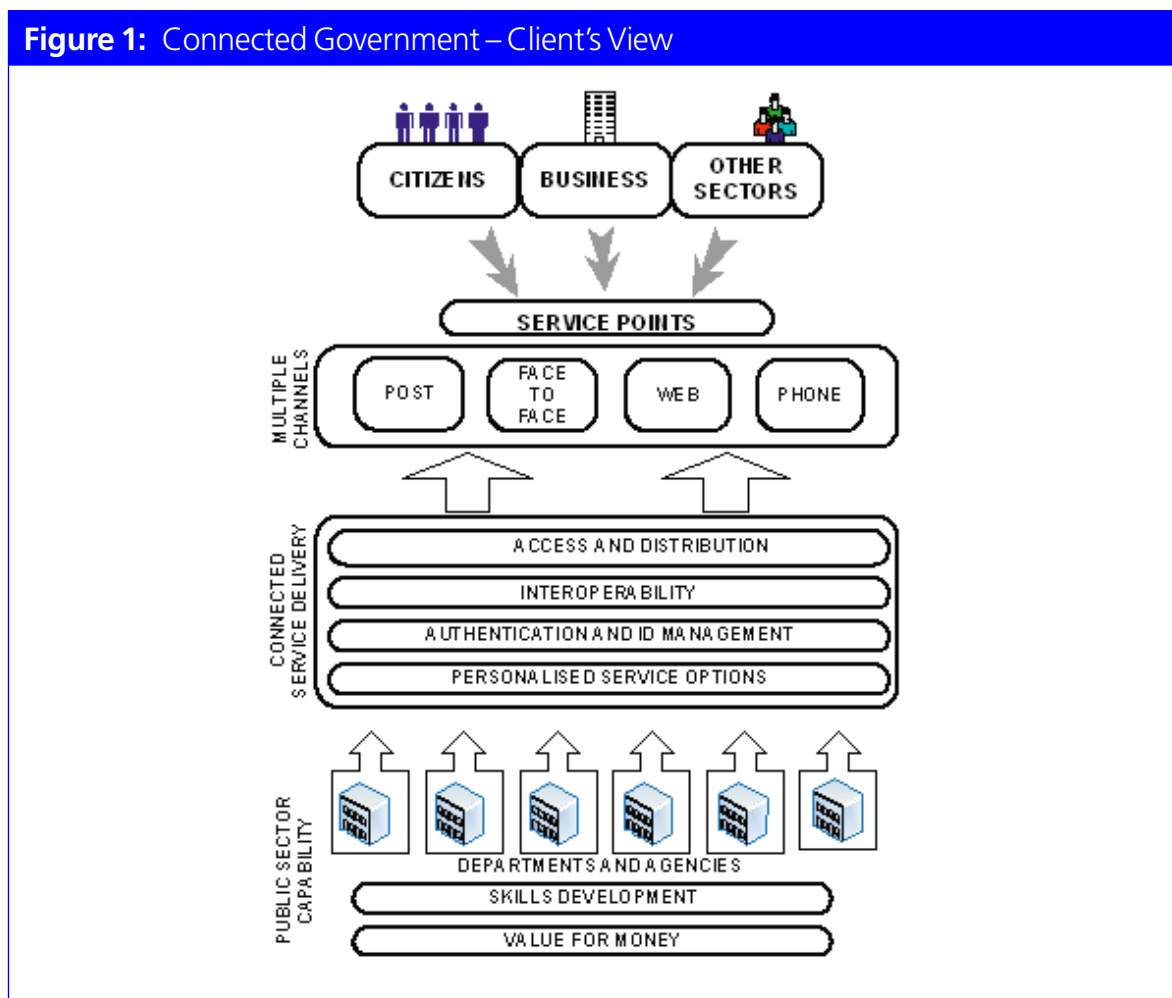 Figure 1: Connected Government – Client's View
CITIZENS
BUSINESS
OTHER
SECTORS
SERVICE POINTS
MULTIPLE
CHANNELS
POST
FACE
TO
FACE
WEB
PHONE
CONNECTED
SERVICE DELIVERY
ACCESS AND DISTRIBUTION
INTEROPERABILITY
AUTHENTICATION AND ID MANAGEMENT
PERSONALISED SERVICE OPTIONS
PUBLIC SECTOR
CAPABILITY
DEPARTMENTS AND AGENCIES
SKILLS DEVELOPMENT
VALUE FOR MONEY